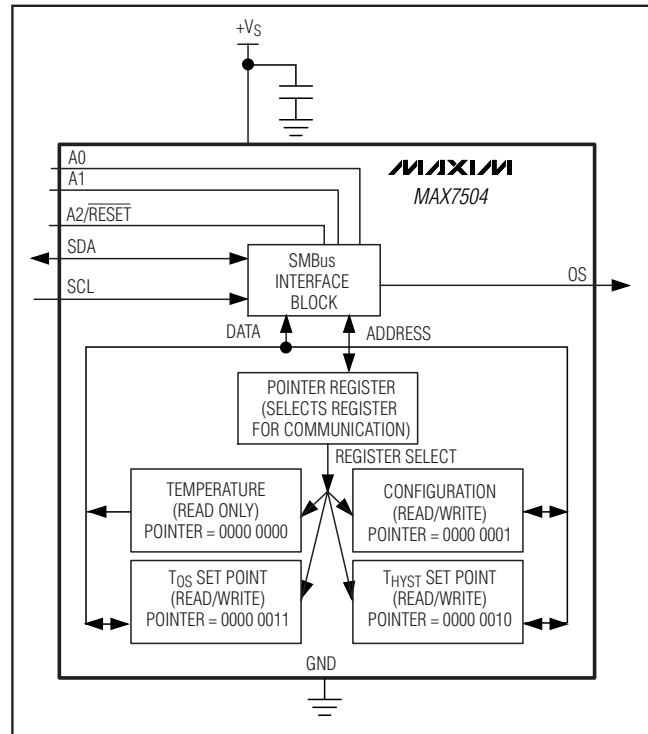 +VS
A0
MAXIM
A1
MAX7504
A2/RESET
SDA
SMBus
INTERFACE
BLOCK
OS
SCL
DATA
ADDRESS
POINTER REGISTER
(SELECTS REGISTER
FOR COMMUNICATION)
REGISTER SELECT
TEMPERATURE
(READ ONLY)
POINTER = 0000 0000
CONFIGURATION
(READ/WRITE)
POINTER = 0000 0001
TOS SET POINT
(READ/WRITE)
POINTER = 0000 0011
THYST SET POINT
(READ/WRITE)
POINTER = 0000 0010
GND